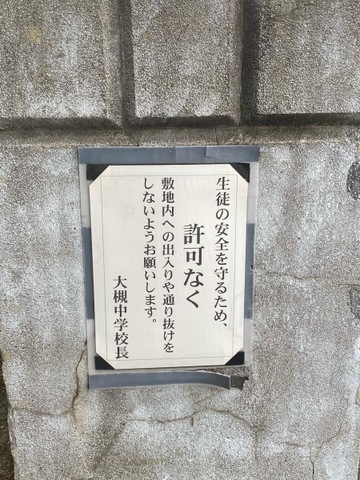 生徒の安全を守るため、
許可なく
敷地内への出入りや通り抜けを
しないようお願いします。
大槻中学校長